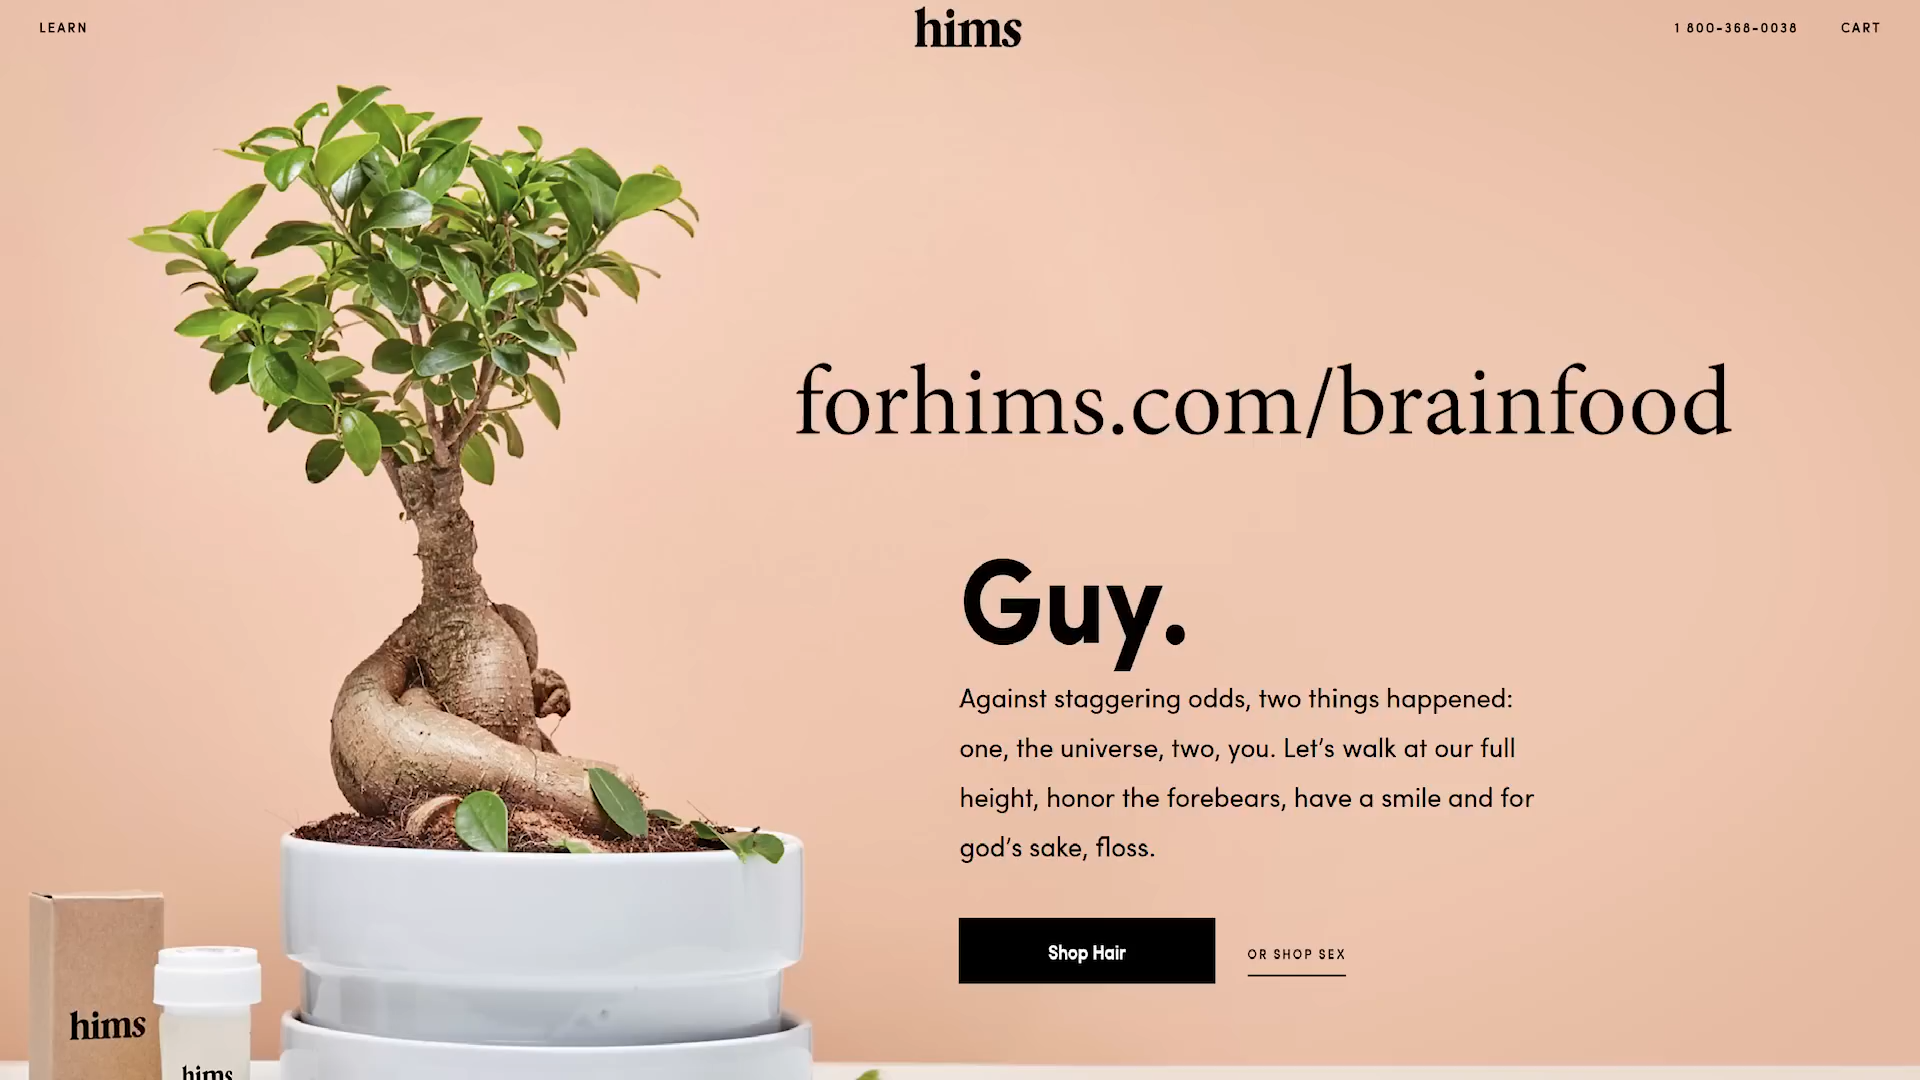 LEARN
hims
1 800-368-0038
CART
forhims.com/brainfood
Guy.
Against staggering odds, two things happened:
one, the universe, two, you. Let's walk at our full
height, honor the forebears, have a smile and for
god's sake, floss.
Shop Hair
OR SHOP SEX
hims
hims